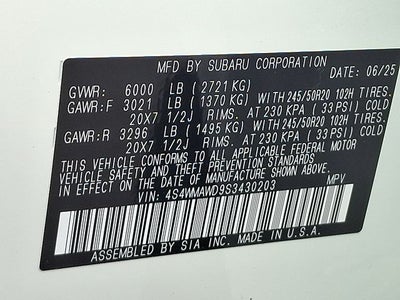 MFD BY SUBARU CORPORATION
DATE: 06/25
GVWR: 6000 LB ( 2721 KG)
GAWR:F 3021 LB ( 1370 KG) WITH 245/50R20 102H TIRES.
20X7 1/2J RIMS. AT 230 KPA ( 33 PSI) COLD
GAWR:R 3296 LB ( 1495 KG) WITH 245/50R20 102H TIRES.
20X7 1/2J RIMS. AT 230 KPA ( 33 PSI) COLD
THIS VEHICLE CONFORMS TO ALL APPLICABLE FEDERAL MOTOR
VEHICLE SAFETY AND THEFT PREVENTION STANDARDS
IN EFFECT ON THE DATE OF MANUFACTURE SHOWN ABOVE.
VIN: 4S4WMAWD9S3430203 MPV
ASSEMBLED BY SIA INC. MADE IN U.S.A.